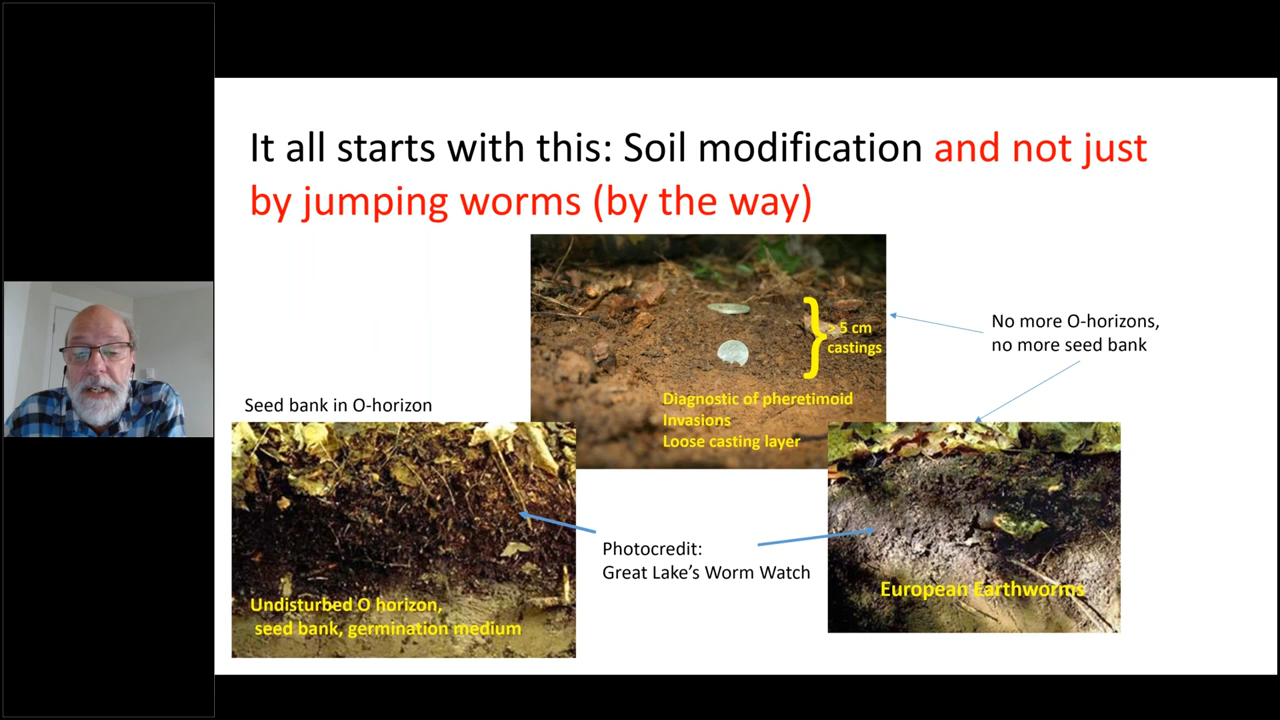 It all starts with this: Soil modification and not just
by jumping worms (by the way)
> 5 cm
castings
Diagnostic of pheretimoid
Invasions
Loose casting layer
No more O-horizons,
no more seed bank
Seed bank in O-horizon
Undisturbed O horizon,
seed bank, germination medium
Photocredit:
Great Lake's Worm Watch
European Earthworms